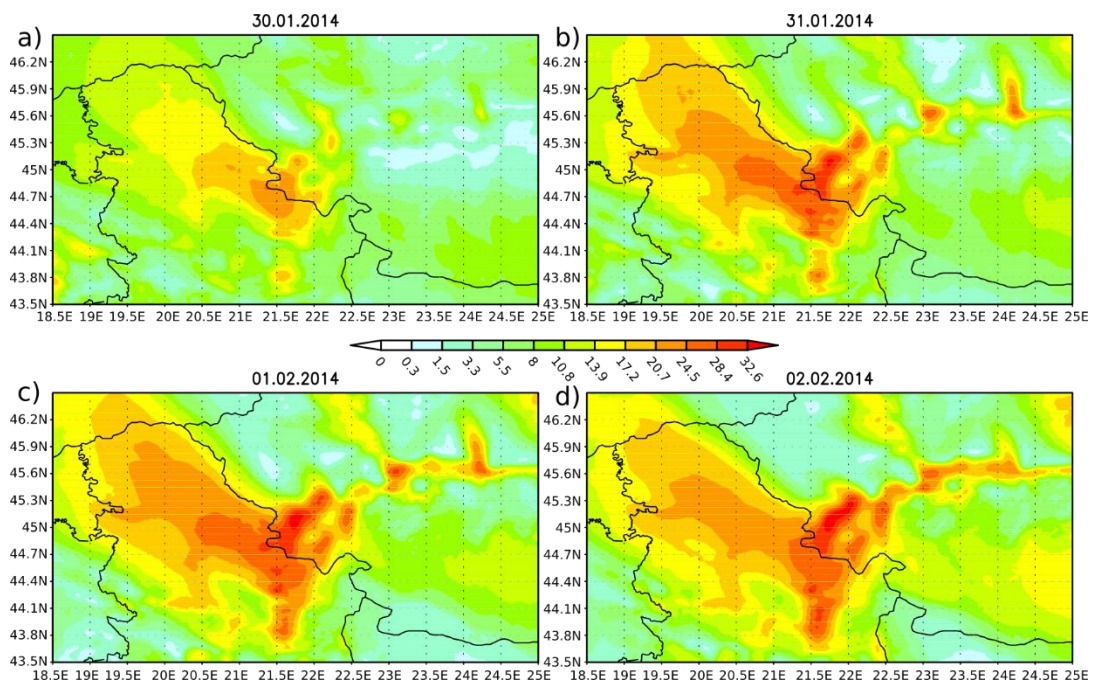 30.01.2014
31.01.2014
a)
b)
46.2N
45.9N
45.6N
45.3N
45N
44.7N
44.4N
44.1N
43.8N
43.5N
18.5E 19E 19.5E 20E 20.5E 21E 21.5E 22E 22.5E 23E 23.5E 24E 24.5E 25E
46.2N
45.9N
45.6N
45.3N
45N
44.7N
44.4N
44.1N
43.8N
43.5N
18.5E 19E 19.5E 20E 20.5E 21E 21.5E 22E 22.5E 23E 23.5E 24E 24.5E 25E
0 0.3 1.5 3.3 5.5 8 10.8 13.9 17.2 20.7 24.5 28.4 32.6
01.02.2014
02.02.2014
c)
d)
46.2N
45.9N
45.6N
45.3N
45N
44.7N
44.4N
44.1N
43.8N
43.5N
18.5E 19E 19.5E 20E 20.5E 21E 21.5E 22E 22.5E 23E 23.5E 24E 24.5E 25E
46.2N
45.9N
45.6N
45.3N
45N
44.7N
44.4N
44.1N
43.8N
43.5N
18.5E 19E 19.5E 20E 20.5E 21E 21.5E 22E 22.5E 23E 23.5E 24E 24.5E 25E